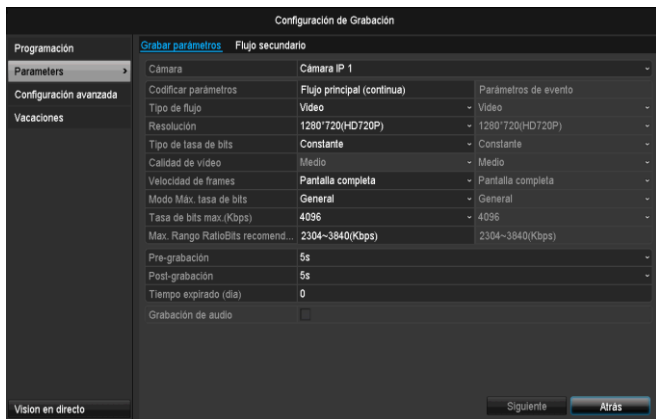 Configuración de Grabación
Programación
Parameters >
Configuración avanzada
Vacaciones
Vision en directo
Grabar parámetros Flujo secundario
Cámara Cámara IP 1
Codificar parámetros Flujo principal (continua) Parámetros de evento
Tipo de flujo Video Video
Resolución 1280*720(HD720P) 1280*720(HD720P)
Tipo de tasa de bits Constante Constante
Calidad de vídeo Medio Medio
Velocidad de frames Pantalla completa Pantalla completa
Modo Máx. tasa de bits General General
Tasa de bits max.(Kbps) 4096 4096
Max. Rango RatioBits recomend... 2304~3840(Kbps) 2304~3840(Kbps)
Pre-grabación 5s
Post-grabación 5s
Tiempo expirado (día) 0
Grabación de audio
Siguiente Atrás